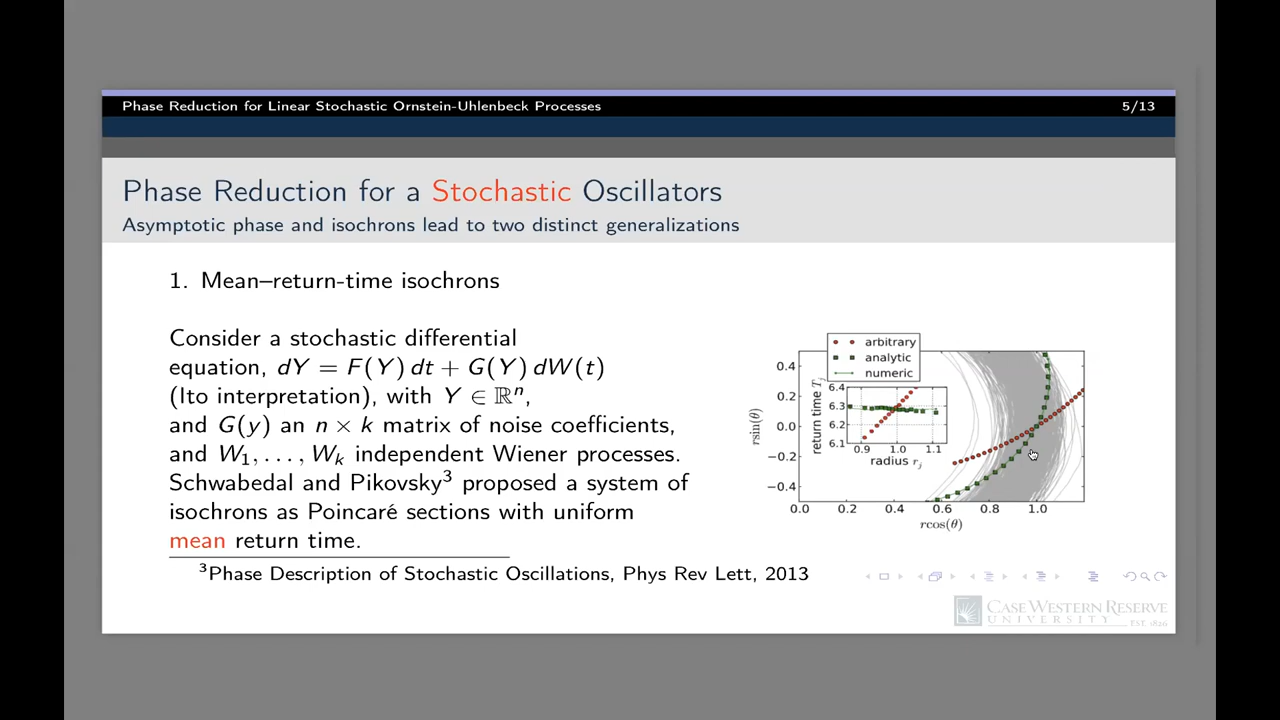 Phase Reduction for Linear Stochastic Ornstein-Uhlenbeck Processes 5/13
Phase Reduction for a Stochastic Oscillators
Asymptotic phase and isochrons lead to two distinct generalizations
1. Mean–return-time isochrons
Consider a stochastic differential
equation, dY = F(Y) dt + G(Y) dW(t)
(Ito interpretation), with Y ∈ ℝⁿ,
and G(y) an n × k matrix of noise coefficients,
and W₁, . . . , Wₖ independent Wiener processes.
Schwabedal and Pikovsky³ proposed a system of
isochrons as Poincaré sections with uniform
mean return time.
arbitrary
analytic
numeric
0.4
0.2
0.0
−0.2
−0.4
rsin(θ)
0.0 0.2 0.4 0.6 0.8 1.0
rcos(θ)
return time Tⱼ
6.4
6.3
6.2
6.1
0.9 1.0 1.1
radius rⱼ
³Phase Description of Stochastic Oscillations, Phys Rev Lett, 2013
CASE WESTERN RESERVE
UNIVERSITY EST. 1826